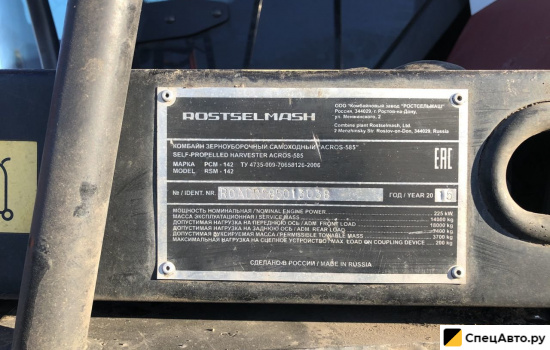 ROSTSELMASH
ООО "Комбайновый завод "РОСТСЕЛЬМАШ"
Россия, 344029, г. Ростов-на-Дону,
ул. Менжинского, 2
Combine plant Rostselmash, Ltd.
2 Menzhinsky Str. Rostov-on-Don, 344029, Russia
КОМБАЙН ЗЕРНОУБОРОЧНЫЙ САМОХОДНЫЙ "ACROS-585"
SELF-PROPELLED HARVESTER ACROS-585
МАРКА РСМ - 142 ТУ 4735-009-79658126-2006
MODEL RSM - 142
EAC
№ / IDENT. NR.
ГОД / YEAR 20 15
МОЩНОСТЬ НОМИНАЛЬНАЯ / NOMINAL ENGINE POWER 225 kW
МАССА ЭКСПЛУАТАЦИОННАЯ / SERVICE MASS
ДОПУСТИМАЯ НАГРУЗКА НА ПЕРЕДНЮЮ ОСЬ / ADM. FRONT LOAD
ДОПУСТИМАЯ НАГРУЗКА НА ЗАДНЮЮ ОСЬ / ADM. REAR LOAD
ДОПУСТИМАЯ БУКСИРУЕМАЯ МАССА / PERMISSIBLE TOWABLE MASS
МАКСИМАЛЬНАЯ НАГРУЗКА НА СЦЕПНОЕ УСТРОЙСТВО / MAX. LOAD ON COUPLING DEVICE 200 kg
СДЕЛАНО В РОССИИ / MADE IN RUSSIA
СпецАвто.ру